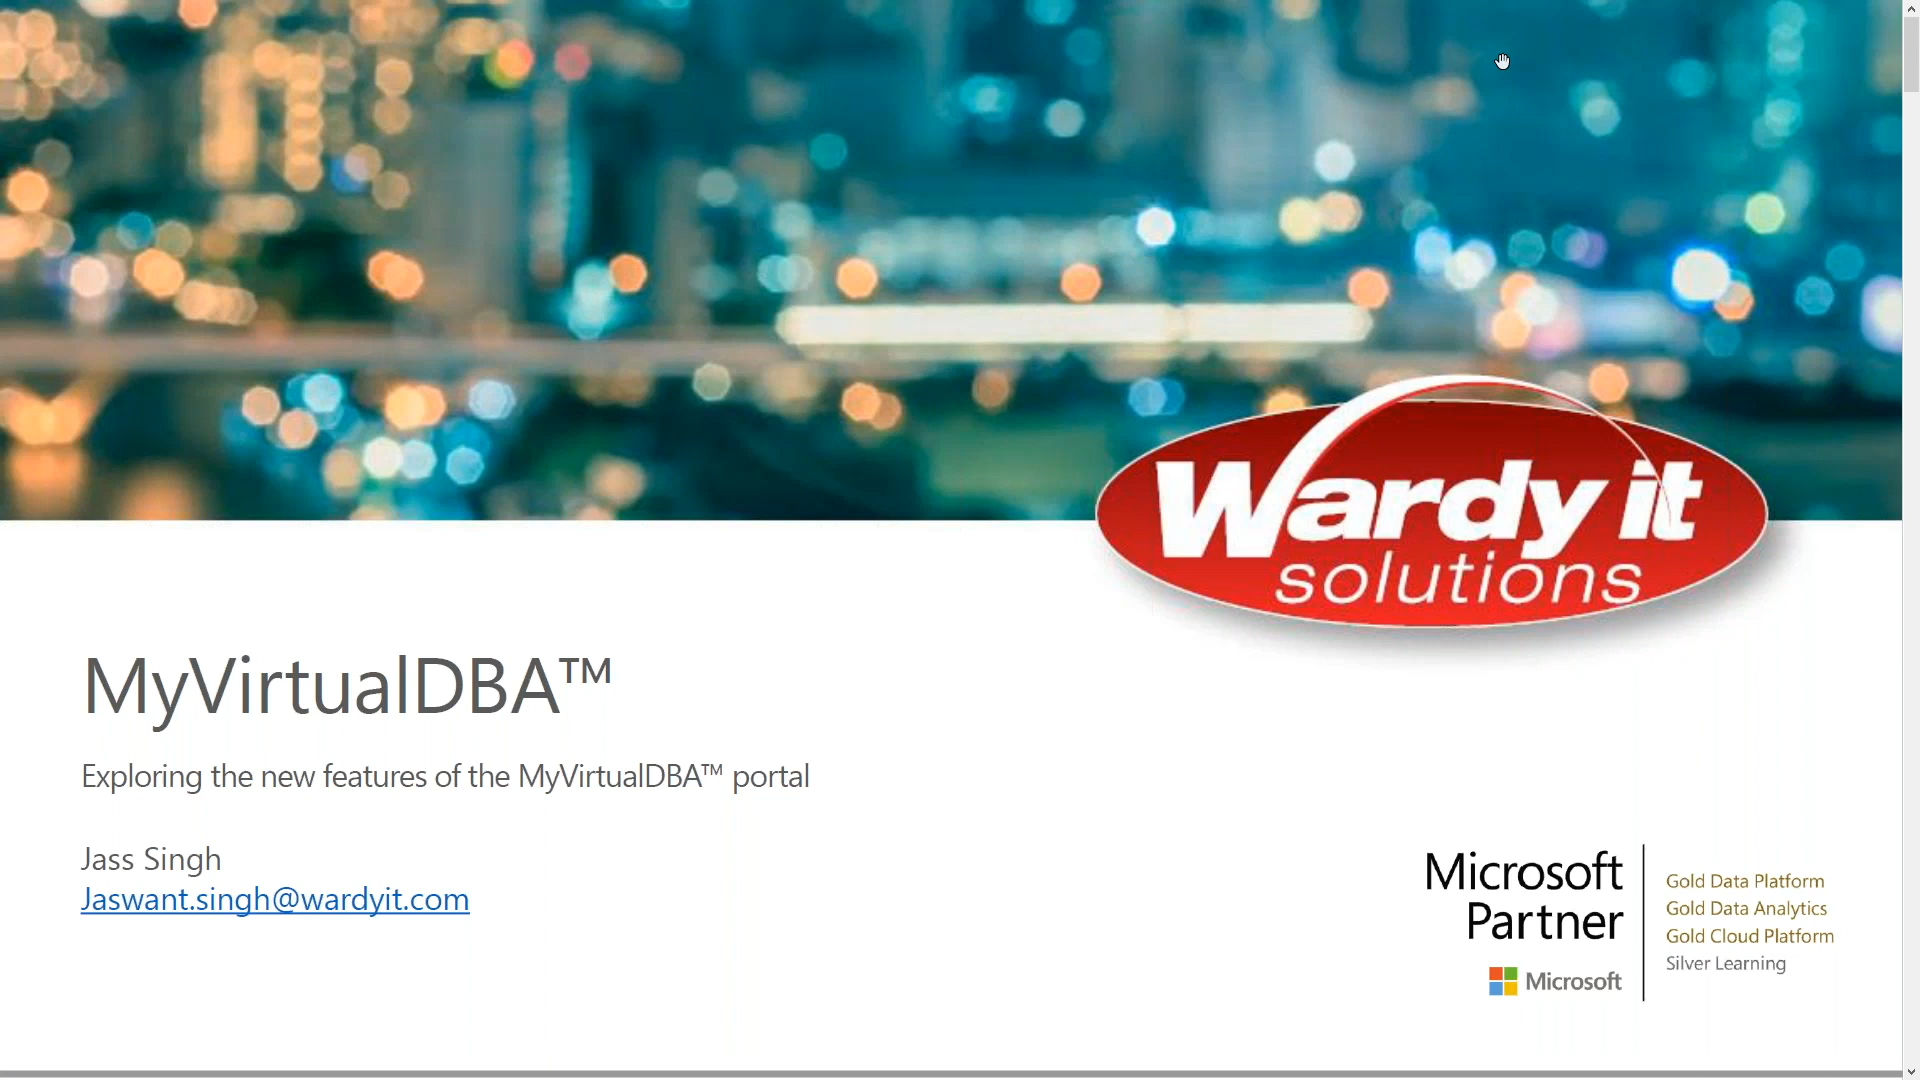 Wardy it
solutions
MyVirtualDBA™
Exploring the new features of the MyVirtualDBA™ portal
Jass Singh
Jaswant.singh@wardyit.com
Microsoft
Partner
Microsoft
Gold Data Platform
Gold Data Analytics
Gold Cloud Platform
Silver Learning